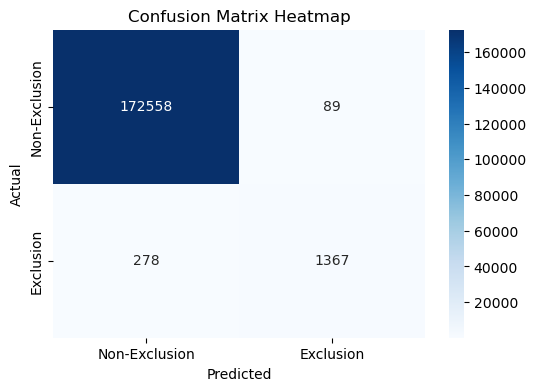 Confusion Matrix Heatmap
Actual
Non-Exclusion
Exclusion
172558 89
278 1367
Non-Exclusion Exclusion
Predicted
160000
140000
120000
100000
80000
60000
40000
20000